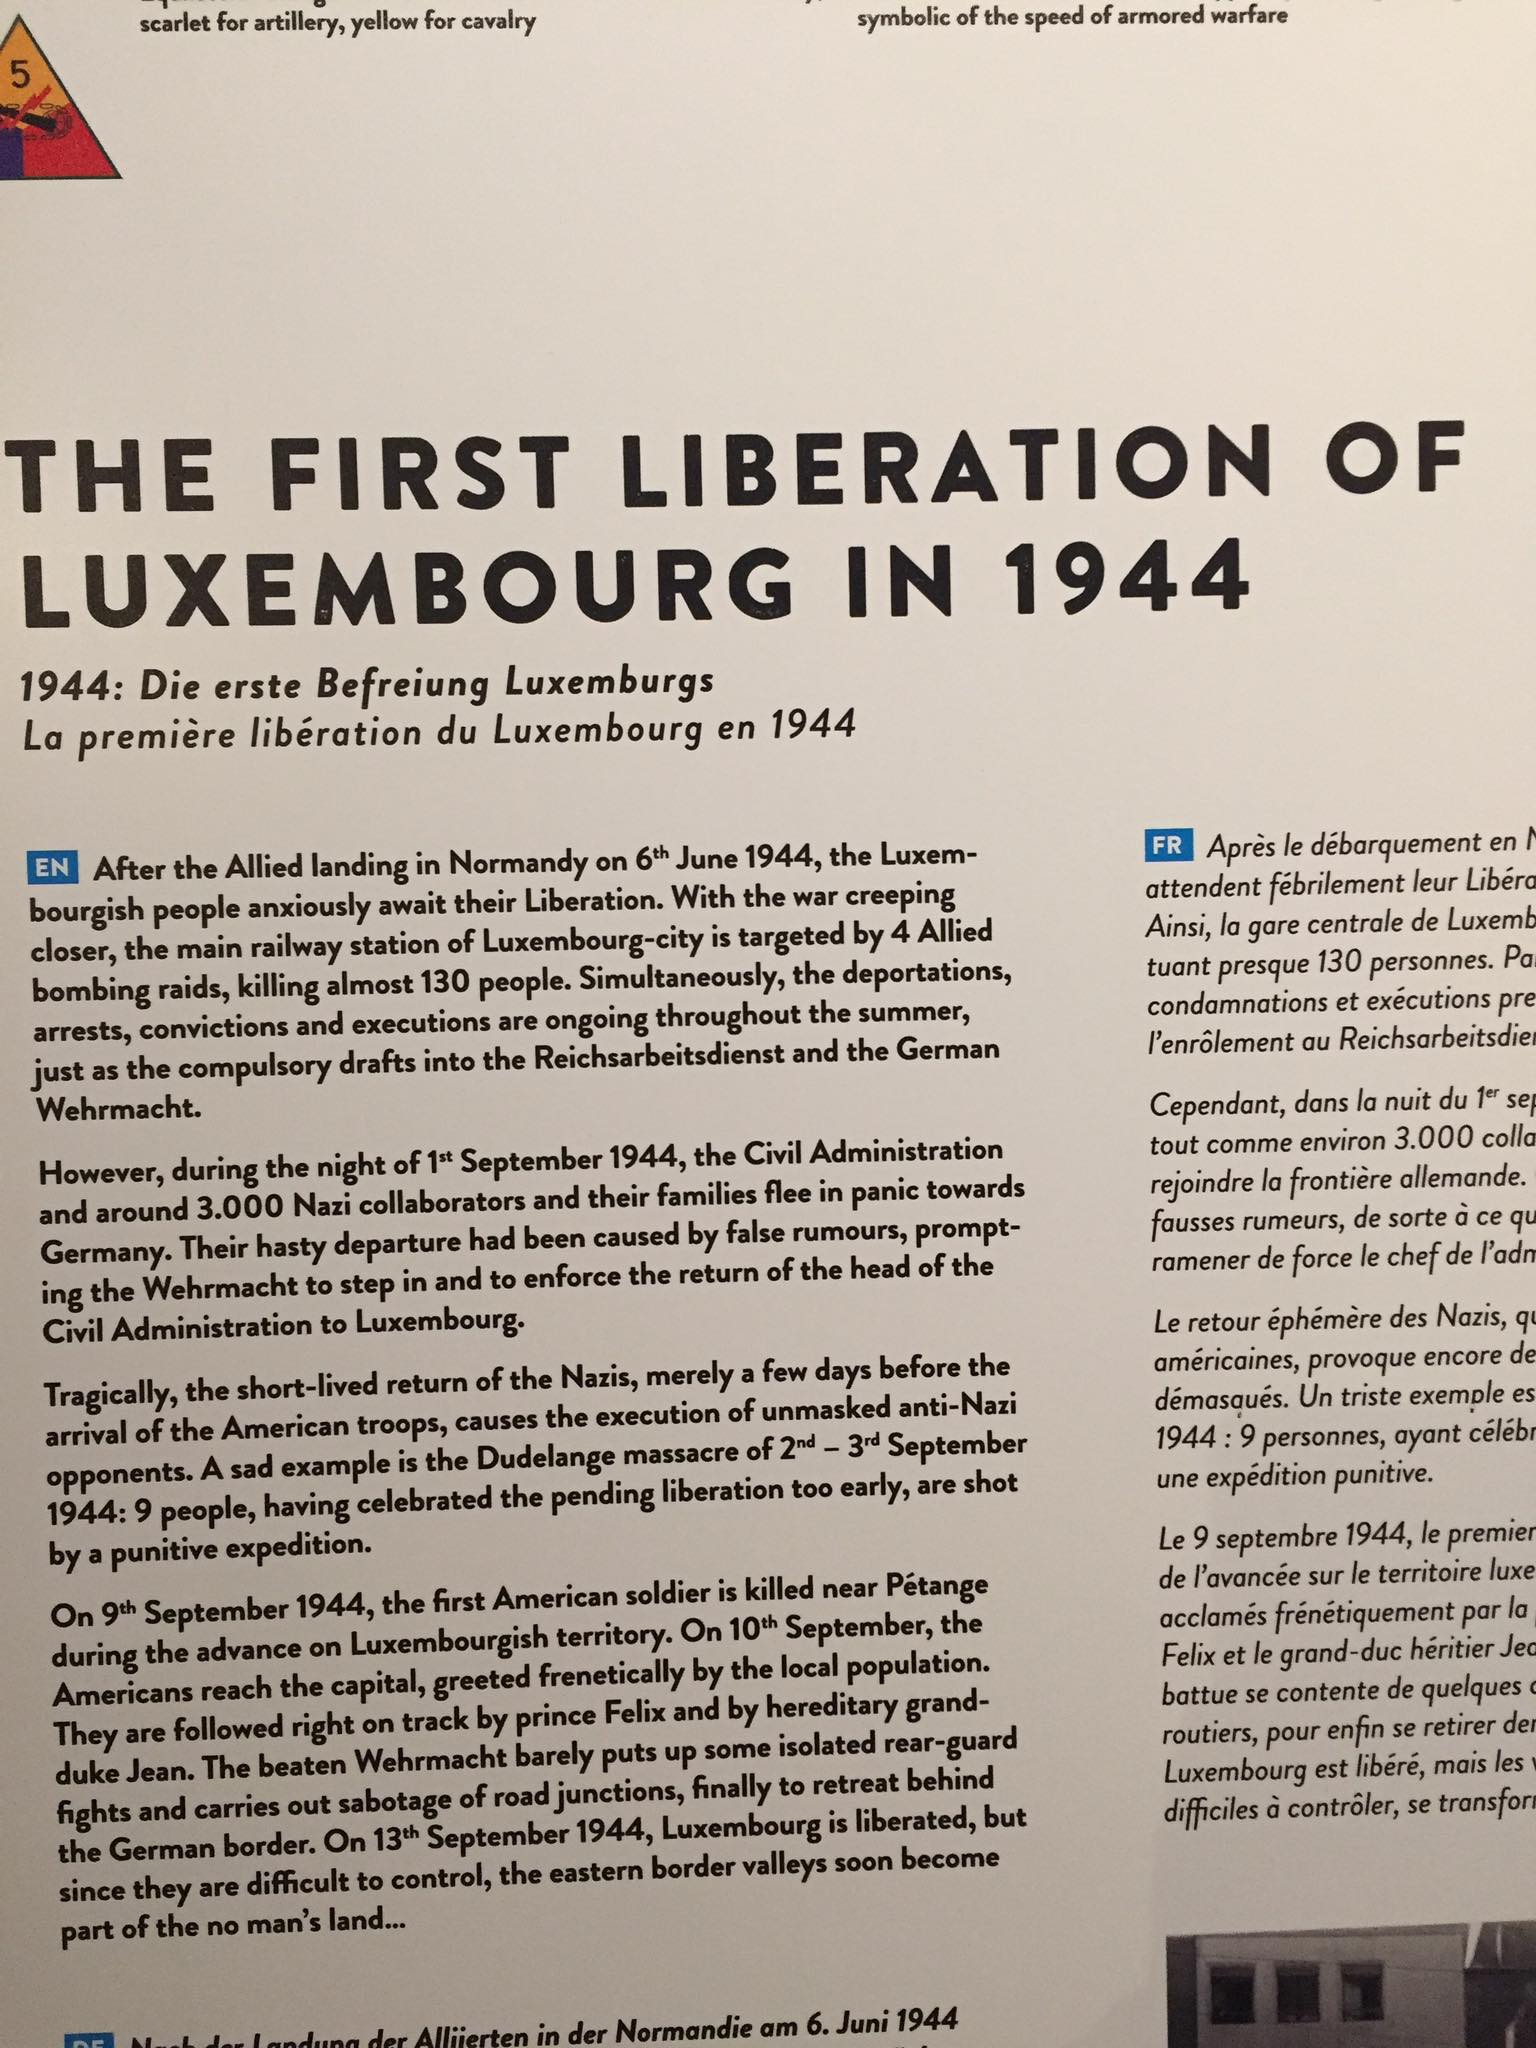 scarlet for artillery, yellow for cavalry
symbolic of the speed of armored warfare
5
THE FIRST LIBERATION OF
LUXEMBOURG IN 1944
1944: Die erste Befreiung Luxemburgs
La première libération du Luxembourg en 1944
EN After the Allied landing in Normandy on 6th June 1944, the Luxem-
bourgish people anxiously await their Liberation. With the war creeping
closer, the main railway station of Luxembourg-city is targeted by 4 Allied
bombing raids, killing almost 130 people. Simultaneously, the deportations,
arrests, convictions and executions are ongoing throughout the summer,
just as the compulsory drafts into the Reichsarbeitsdienst and the German
Wehrmacht.
However, during the night of 1st September 1944, the Civil Administration
and around 3.000 Nazi collaborators and their families flee in panic towards
Germany. Their hasty departure had been caused by false rumours, prompt-
ing the Wehrmacht to step in and to enforce the return of the head of the
Civil Administration to Luxembourg.
Tragically, the short-lived return of the Nazis, merely a few days before the
arrival of the American troops, causes the execution of unmasked anti-Nazi
opponents. A sad example is the Dudelange massacre of 2nd – 3rd September
1944: 9 people, having celebrated the pending liberation too early, are shot
by a punitive expedition.
On 9th September 1944, the first American soldier is killed near Pétange
during the advance on Luxembourgish territory. On 10th September, the
Americans reach the capital, greeted frenetically by the local population.
They are followed right on track by prince Felix and by hereditary grand-
duke Jean. The beaten Wehrmacht barely puts up some isolated rear-guard
fights and carries out sabotage of road junctions, finally to retreat behind
the German border. On 13th September 1944, Luxembourg is liberated, but
since they are difficult to control, the eastern border valleys soon become
part of the no man's land...
FR Après le débarquement en
attendent fébrilement leur Libéra
Ainsi, la gare centrale de Luxemb
tuant presque 130 personnes. Pa
condamnations et exécutions pre
l'enrôlement au Reichsarbeitsdie
Cependant, dans la nuit du 1er sep
tout comme environ 3.000 colla
rejoindre la frontière allemande.
fausses rumeurs, de sorte à ce qu
ramener de force le chef de l'adm
Le retour éphémère des Nazis, qu
américaines, provoque encore de
démasqués. Un triste exemple es
1944 : 9 personnes, ayant célébr
une expédition punitive.
Le 9 septembre 1944, le premier
de l'avancée sur le territoire luxe
acclamés frénétiquement par la
Felix et le grand-duc héritier Jea
battue se contente de quelques
routiers, pour enfin se retirer der
Luxembourg est libéré, mais les v
difficiles à contrôler, se transfor
DE Nach der Landung der Alliierten in der Normandie am 6. Juni 1944